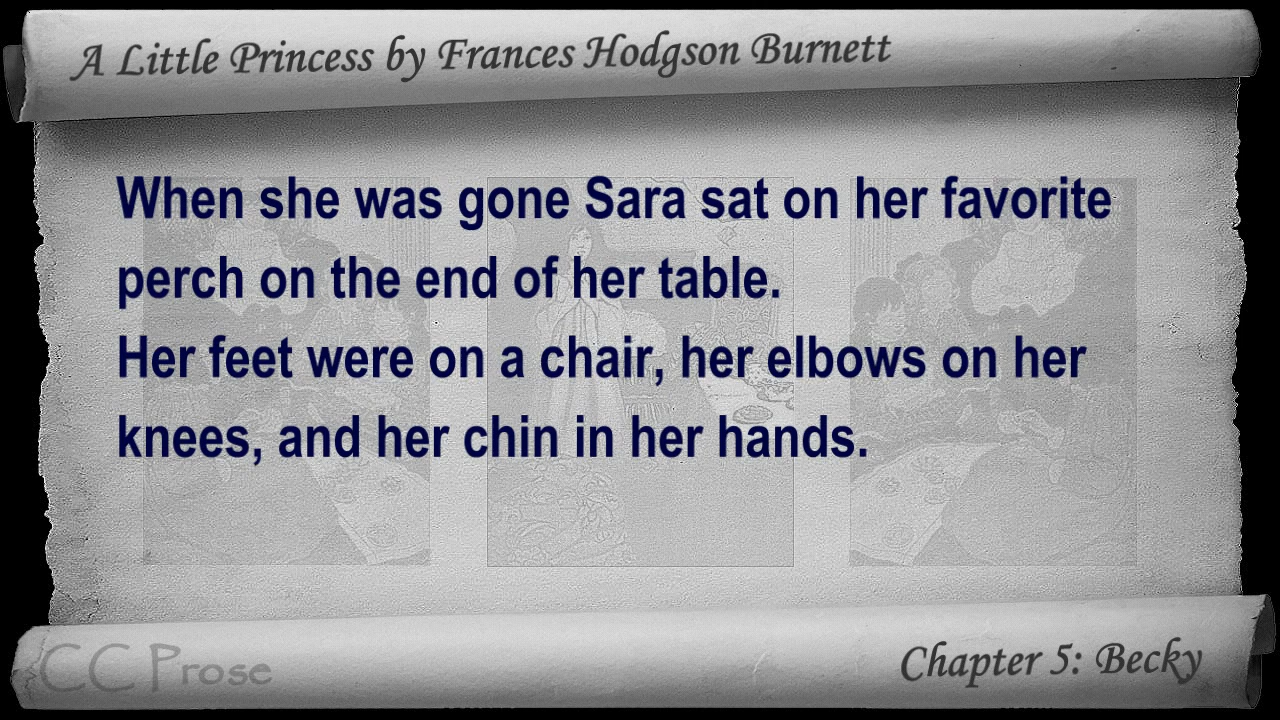 A Little Princess by Frances Hodgson Burnett
When she was gone Sara sat on her favorite
perch on the end of her table.
Her feet were on a chair, her elbows on her
knees, and her chin in her hands.
CC Prose
Chapter 5: Becky